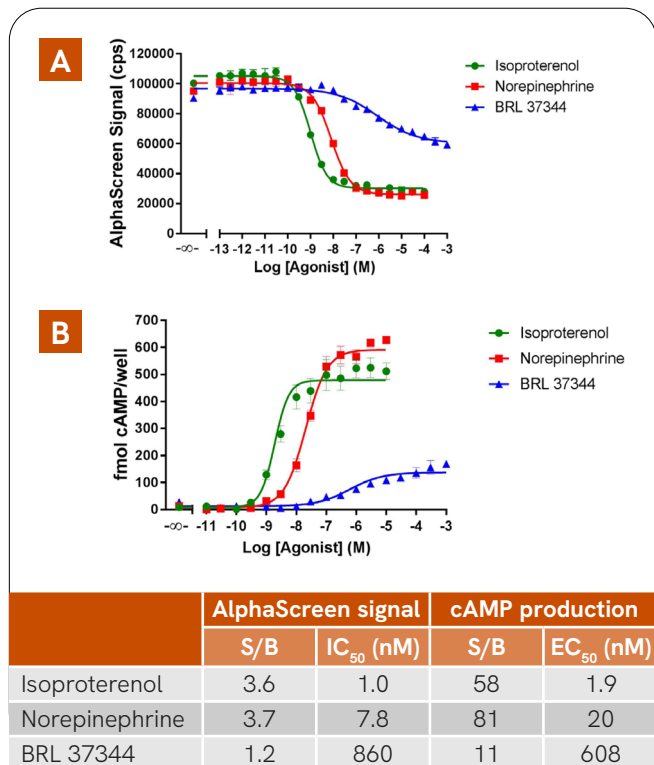 A
AlphaScreen Signal (cps)
120000
100000
80000
60000
40000
20000
0
-∞- -13 -12 -11 -10 -9 -8 -7 -6 -5 -4 -3
Log [Agonist] (M)
Isoproterenol
Norepinephrine
BRL 37344
B
fmol cAMP/well
700
600
500
400
300
200
100
0
-∞- -11 -10 -9 -8 -7 -6 -5 -4 -3
Log [Agonist] (M)
Isoproterenol
Norepinephrine
BRL 37344
AlphaScreen signal cAMP production
S/B IC50 (nM) S/B EC50 (nM)
Isoproterenol 3.6 1.0 58 1.9
Norepinephrine 3.7 7.8 81 20
BRL 37344 1.2 860 11 608